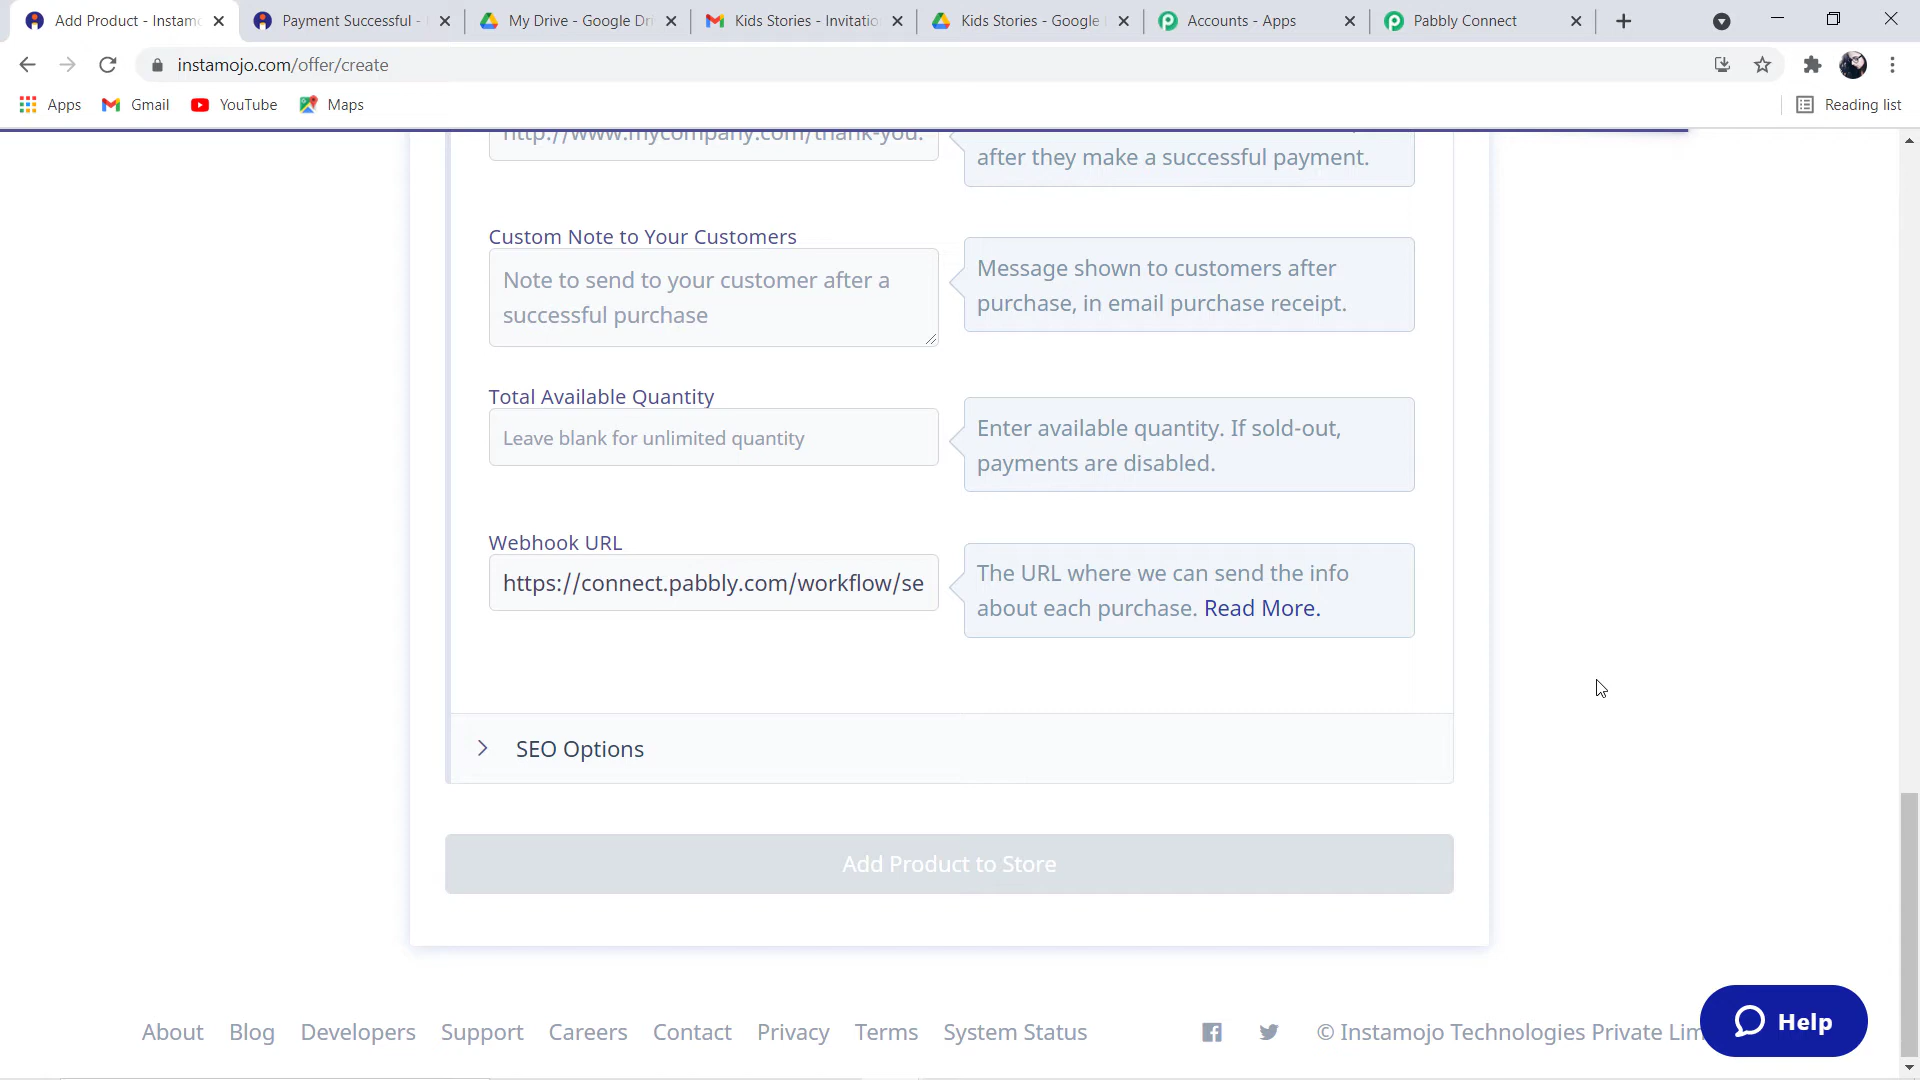 Add Product - Instamo
Payment Successful -
My Drive - Google Dri
Kids Stories - Invitatio
Kids Stories - Google
Accounts - Apps
Pabbly Connect
instamojo.com/offer/create
Apps
Gmail
YouTube
Maps
Reading list
http://www.mycompany.com/thank-you.
after they make a successful payment.
Custom Note to Your Customers
Note to send to your customer after a
successful purchase
Message shown to customers after
purchase, in email purchase receipt.
Total Available Quantity
Leave blank for unlimited quantity
Enter available quantity. If sold-out,
payments are disabled.
Webhook URL
https://connect.pabbly.com/workflow/se
The URL where we can send the info
about each purchase. Read More.
SEO Options
Add Product to Store
About Blog Developers Support Careers Contact Privacy Terms System Status
© Instamojo Technologies Private Lim
Help